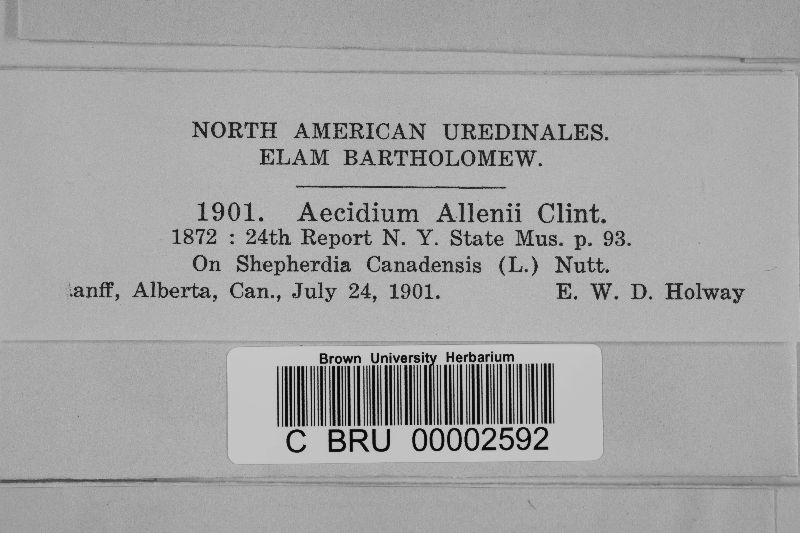 NORTH AMERICAN UREDINALES.
ELAM BARTHOLOMEW.
1901. Aecidium Allenii Clint.
1872 : 24th Report N. Y. State Mus. p. 93.
On Shepherdia Canadensis (L.) Nutt.
anff, Alberta, Can., July 24, 1901. E. W. D. Holway
Brown University Herbarium
C BRU 00002592